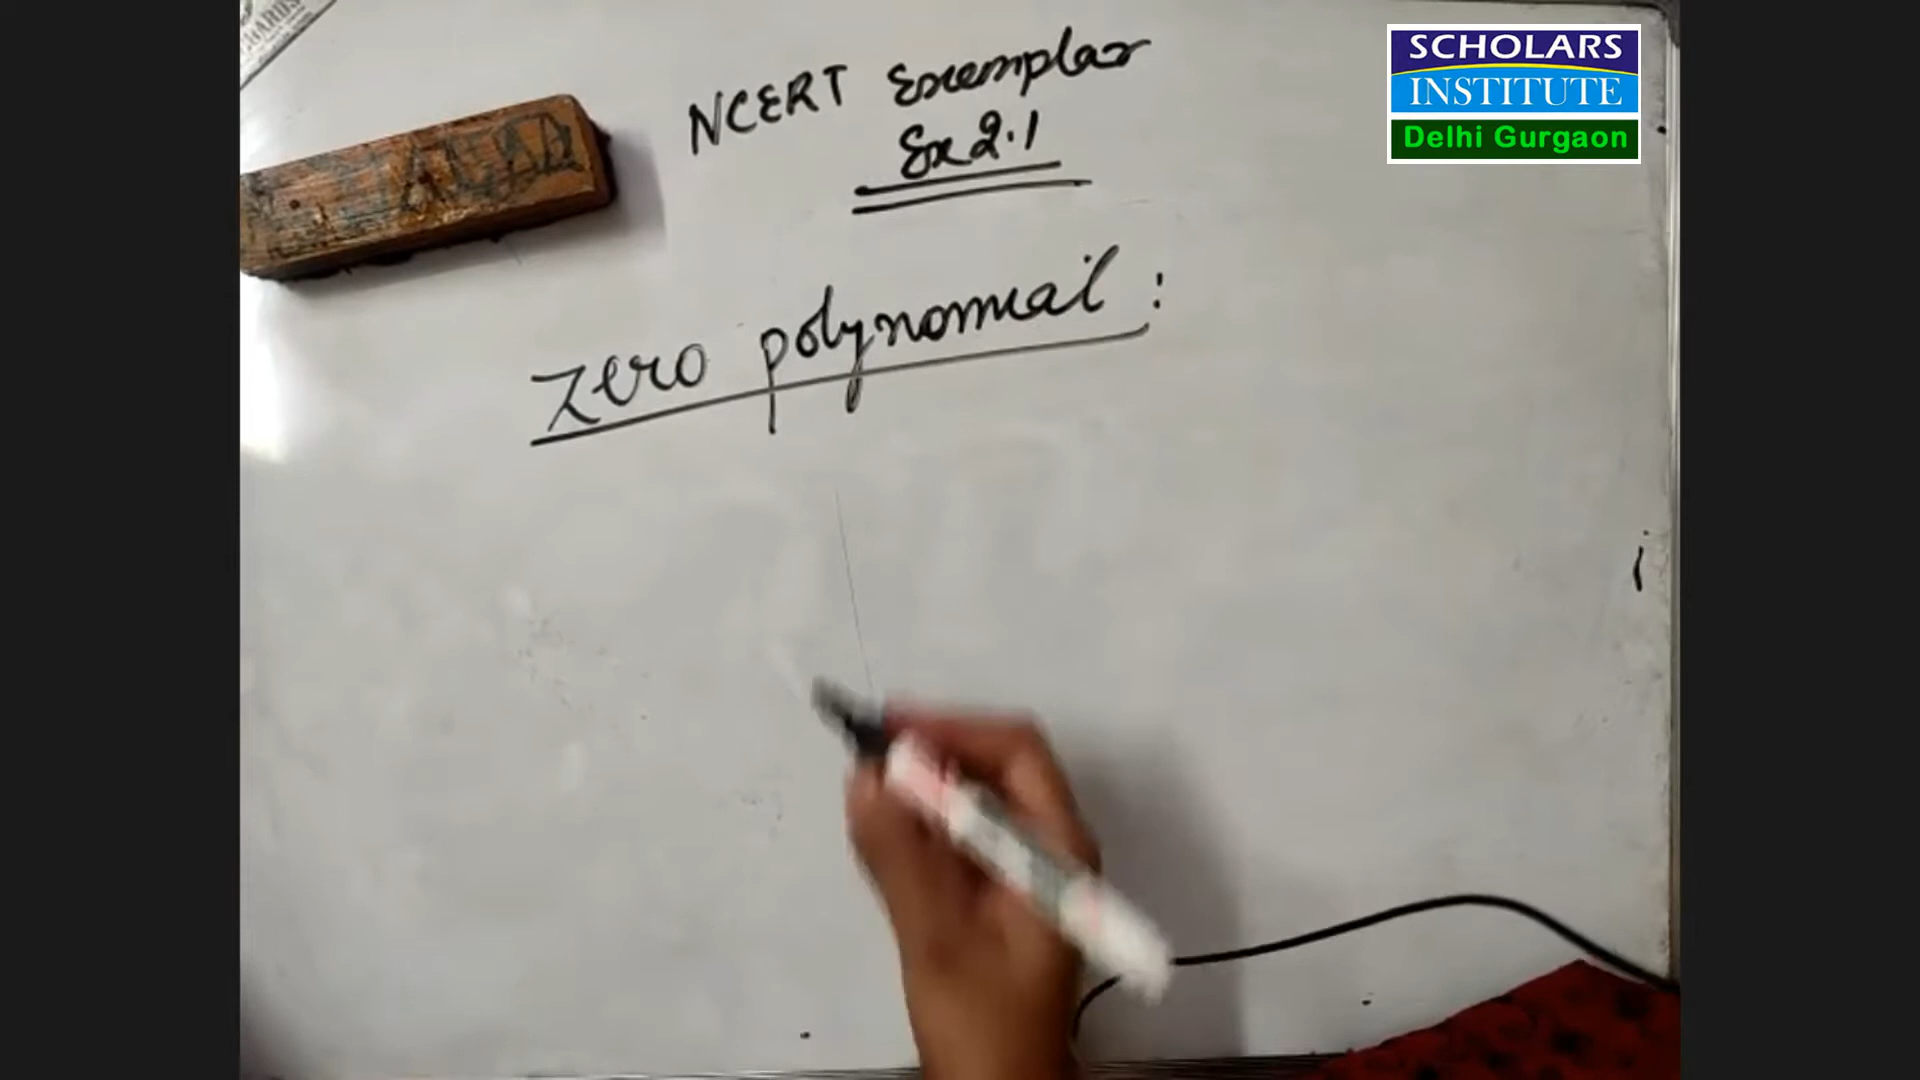 NCERT Exemplar
Ex 2.1
SCHOLARS
INSTITUTE
Delhi Gurgaon
zero polynomial :